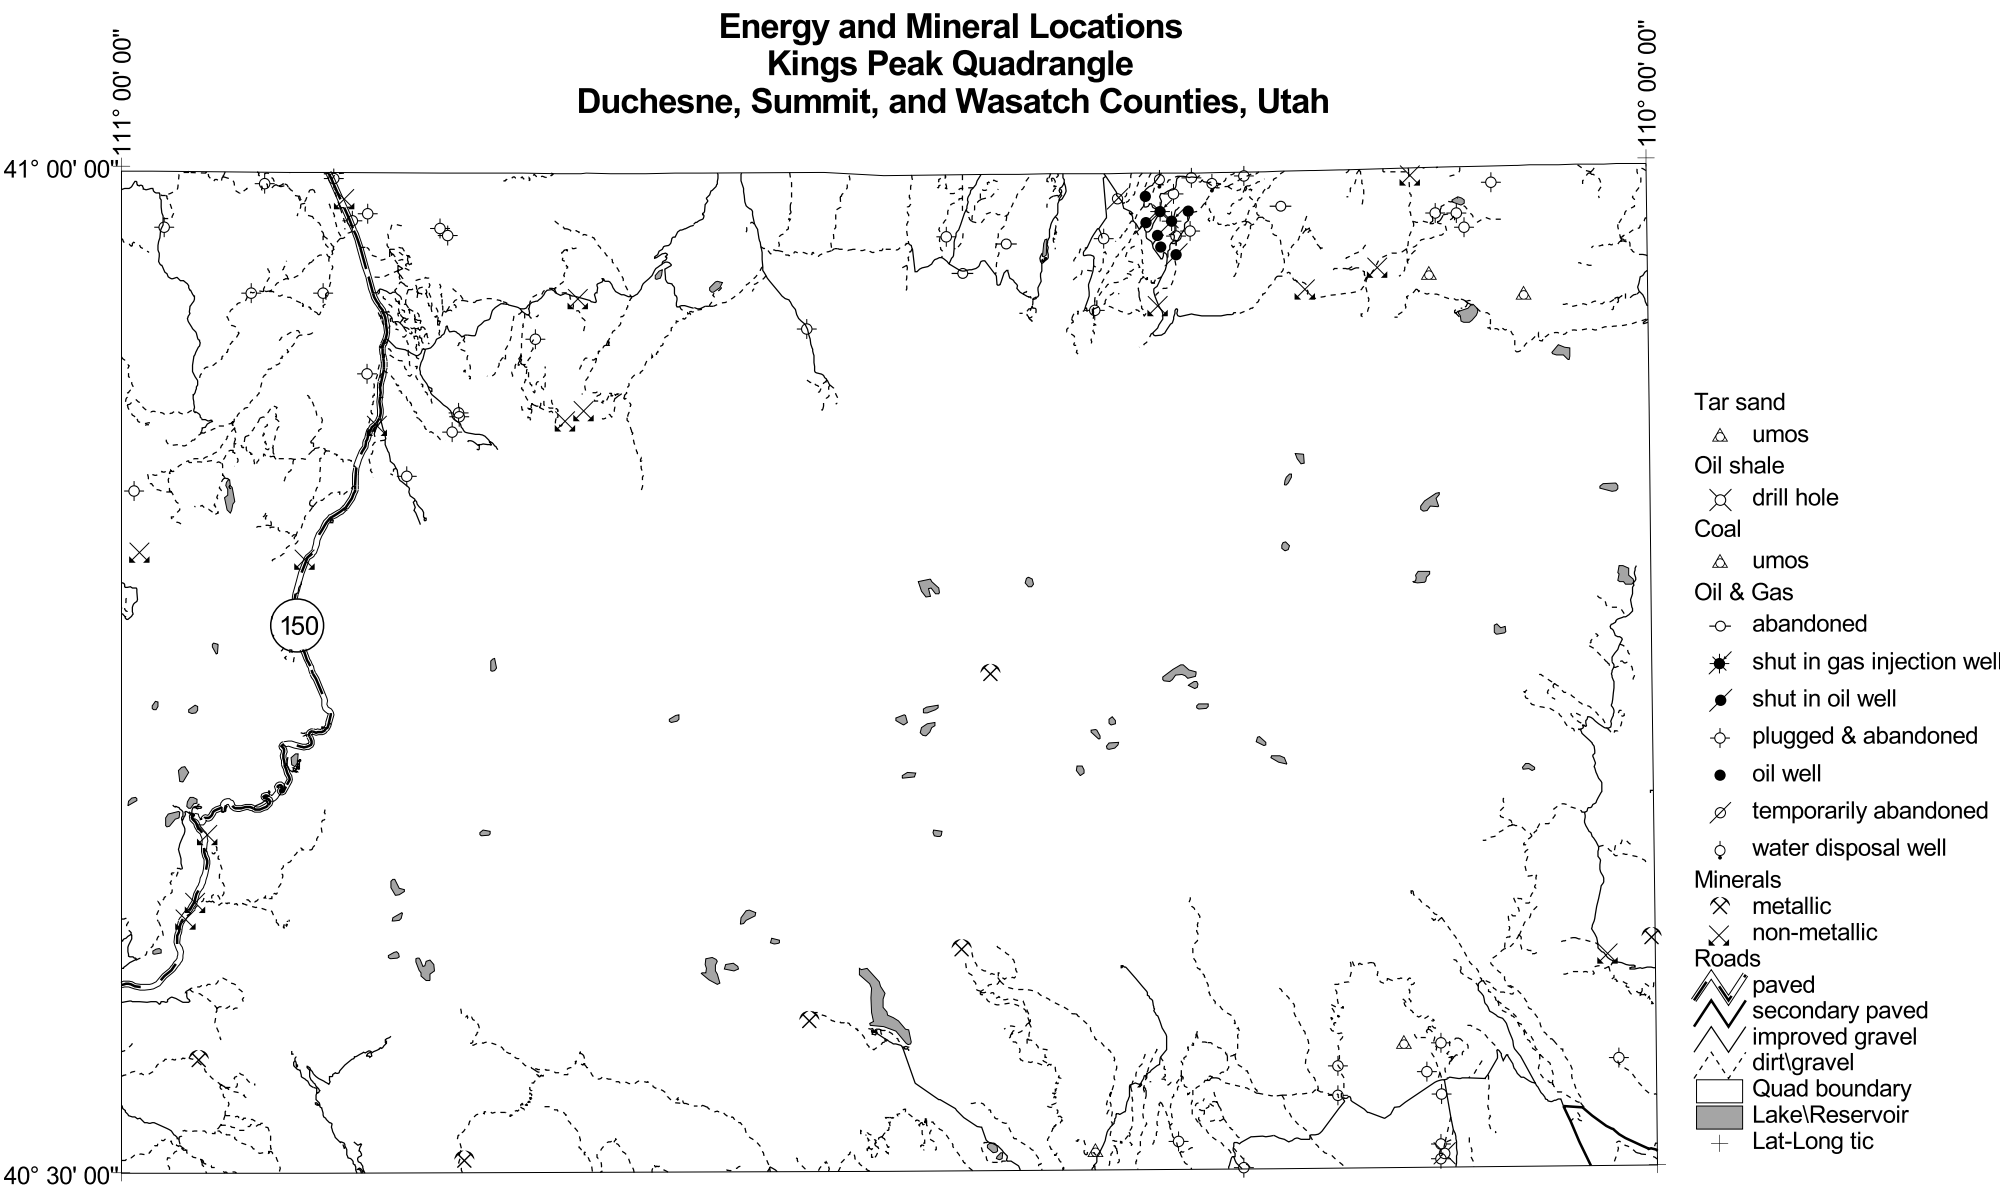 Energy and Mineral Locations
Kings Peak Quadrangle
Duchesne, Summit, and Wasatch Counties, Utah
111° 00' 00"
110° 00' 00"
41° 00' 00"
150
40° 30' 00"
Tar sand
umos
Oil shale
drill hole
Coal
umos
Oil & Gas
abandoned
shut in gas injection well
shut in oil well
plugged & abandoned
oil well
temporarily abandoned
water disposal well
Minerals
metallic
non-metallic
Roads
paved
secondary paved
improved gravel
dirt\gravel
Quad boundary
Lake\Reservoir
Lat-Long tic